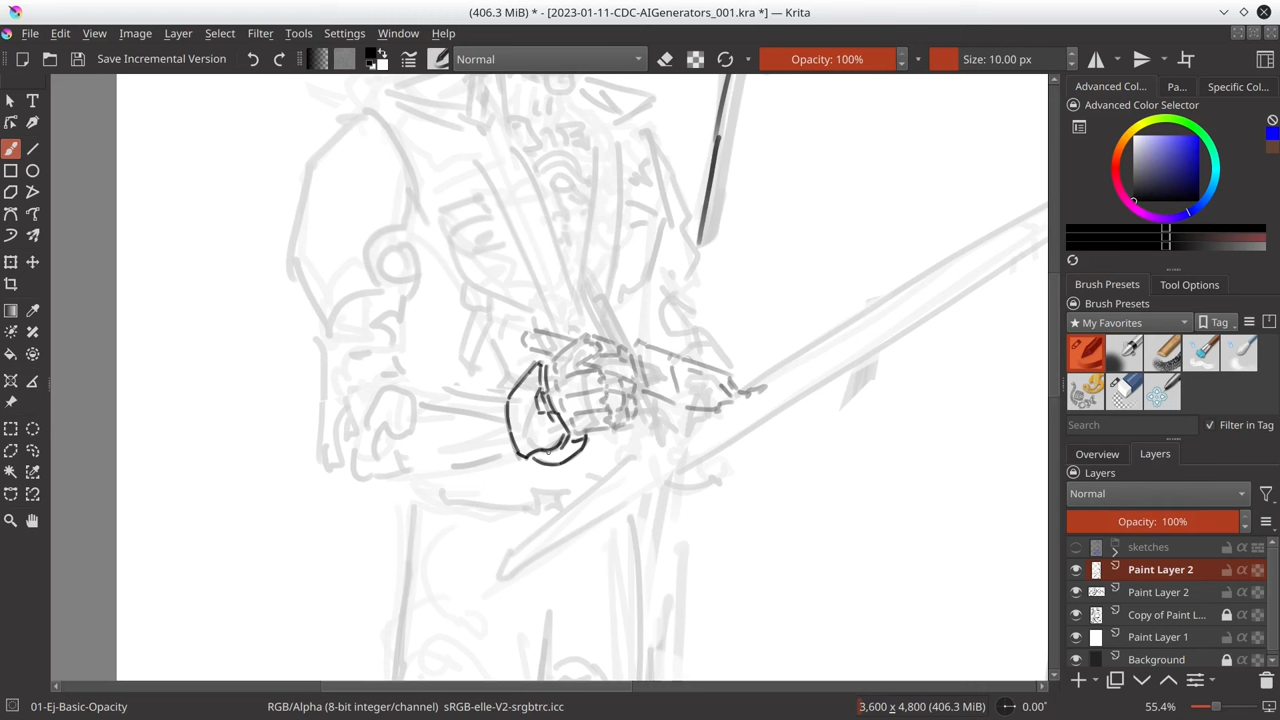 (406.3 MiB) * - [2023-01-11-CDC-AIGenerators_001.kra *] — Krita
File Edit View Image Layer Select Filter Tools Settings Window Help
Save Incremental Version Normal Opacity: 100% Size: 10.00 px
Advanced Col... Pa... Specific Col...
Advanced Color Selector
Brush Presets Tool Options
Brush Presets
★ My Favorites Tag
Search Filter in Tag
Overview Layers
Layers
Normal
Opacity: 100%
sketches
Paint Layer 2
Paint Layer 2
Copy of Paint L...
Paint Layer 1
Background
01-Ej-Basic-Opacity RGB/Alpha (8-bit integer/channel) sRGB-elle-V2-srgbtrc.icc 3,600 x 4,800 (406.3 MiB) 0.00° 55.4%